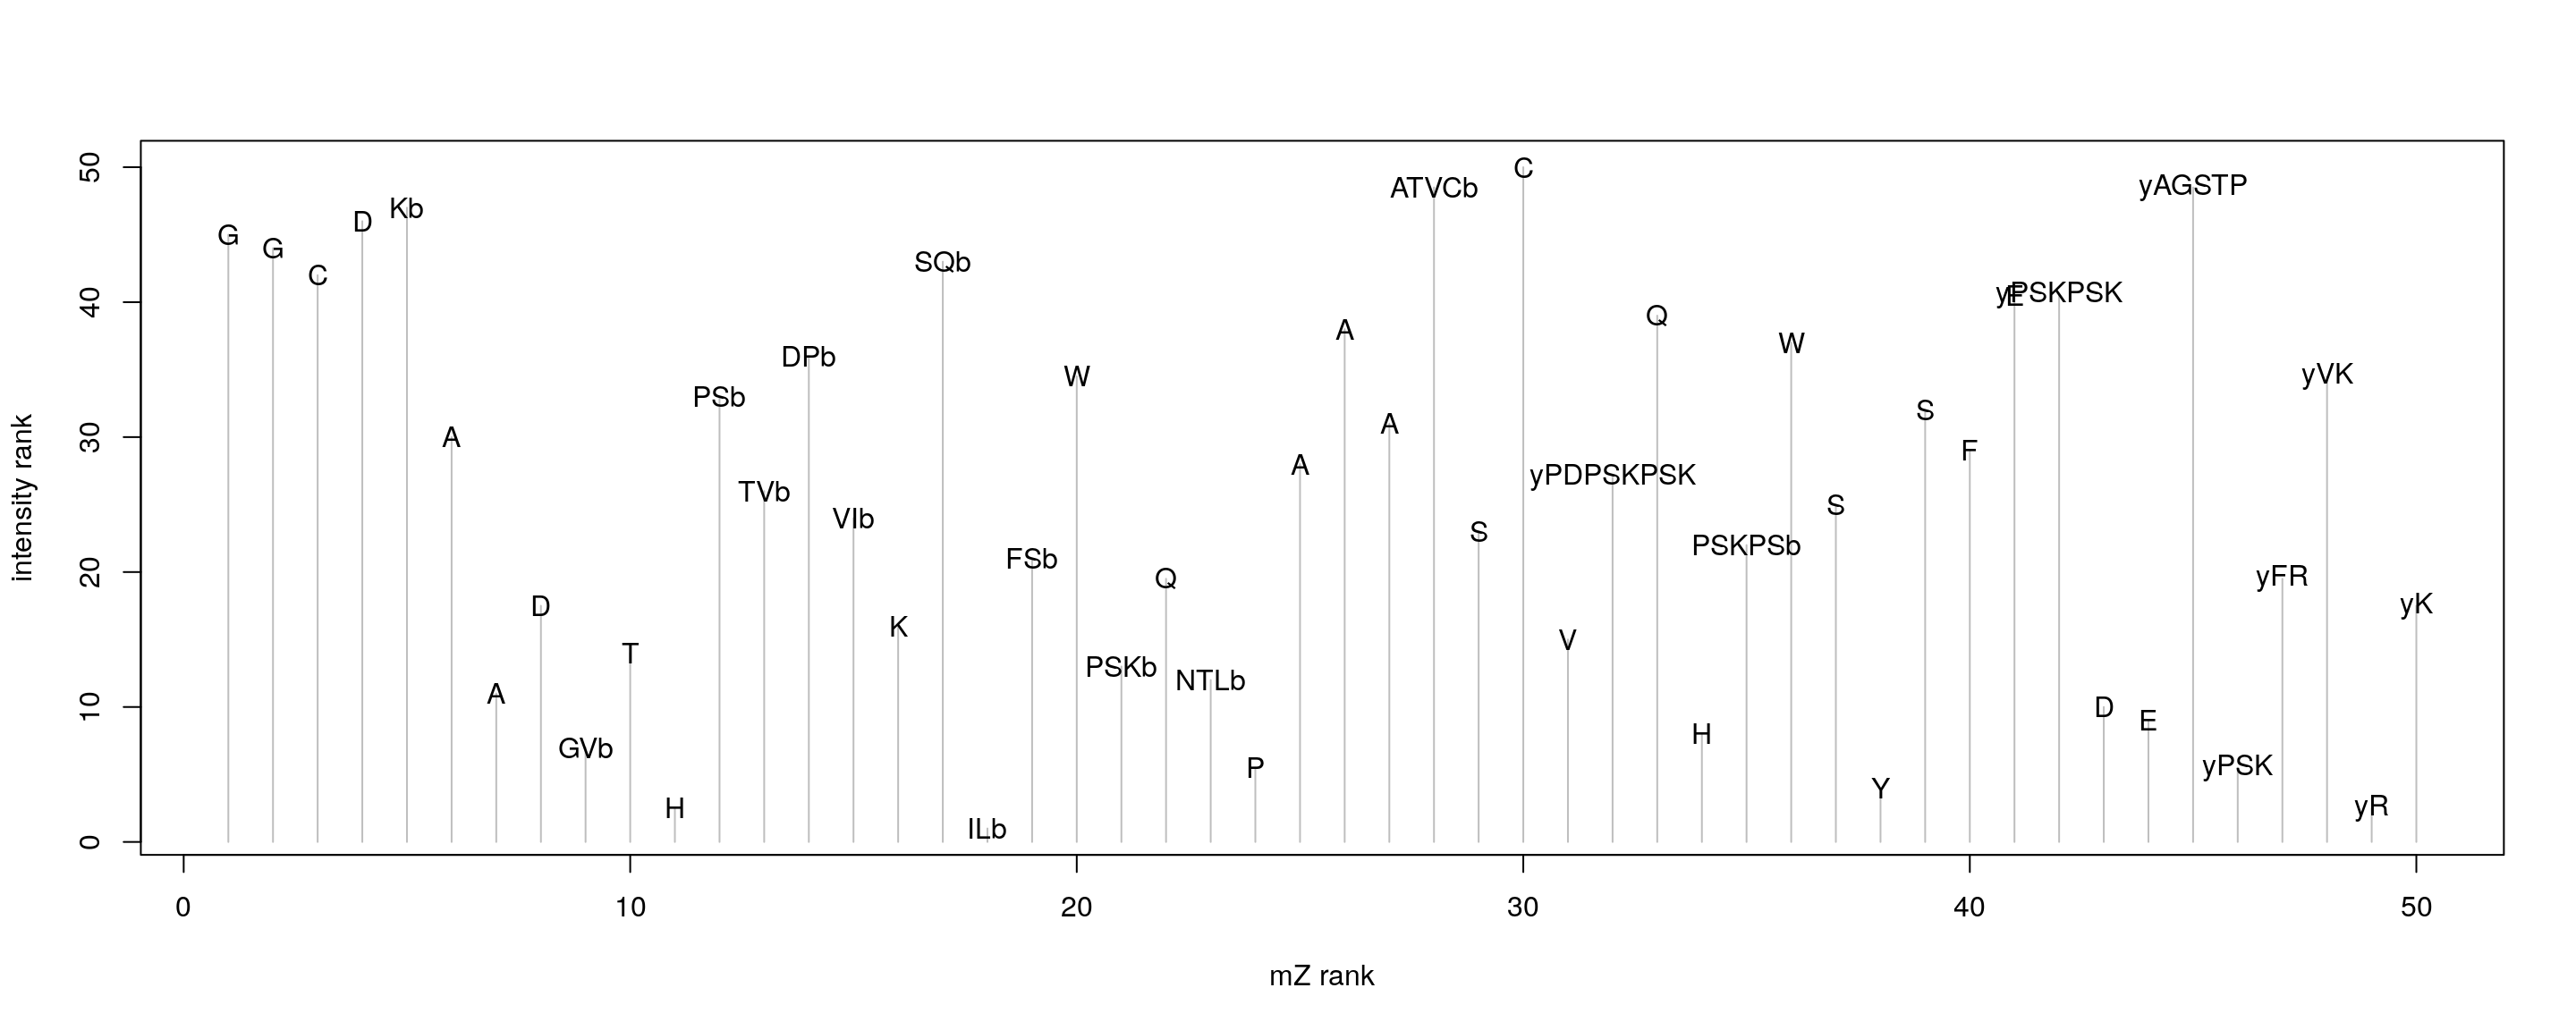 50
40
30
20
10
0
intensity rank
G
G
C
D
Kb
A
A
D
GVb
T
H
PSb
TVb
DPb
VIb
K
SQb
ILb
FSb
W
PSKb
Q
NTLb
P
A
A
A
ATVCb
S
C
V
yPDPSKPSK
Q
H
PSKPSb
W
S
Y
S
F
E
yPSKPSK
D
E
yAGSTP
yPSK
yFR
yVK
yR
yK
0
10
20
30
40
50
mZ rank